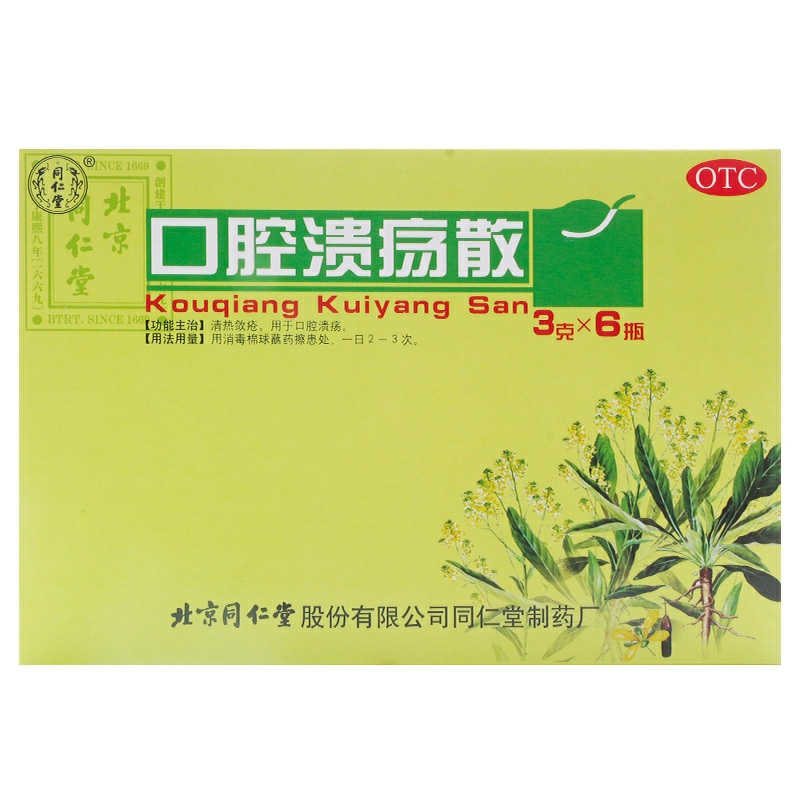 SINCE 1669
同仁堂
®
北京
同仁堂
康熙八年(一六六九)
BTRT. SINCE 16
OTC
口腔溃疡散
Kouqiang Kuiyang San
3克×6瓶
【功能主治】清热敛疮。用于口腔溃疡。
【用法用量】用消毒棉球蘸药擦患处，一日2－3次。
北京同仁堂股份有限公司同仁堂制药厂